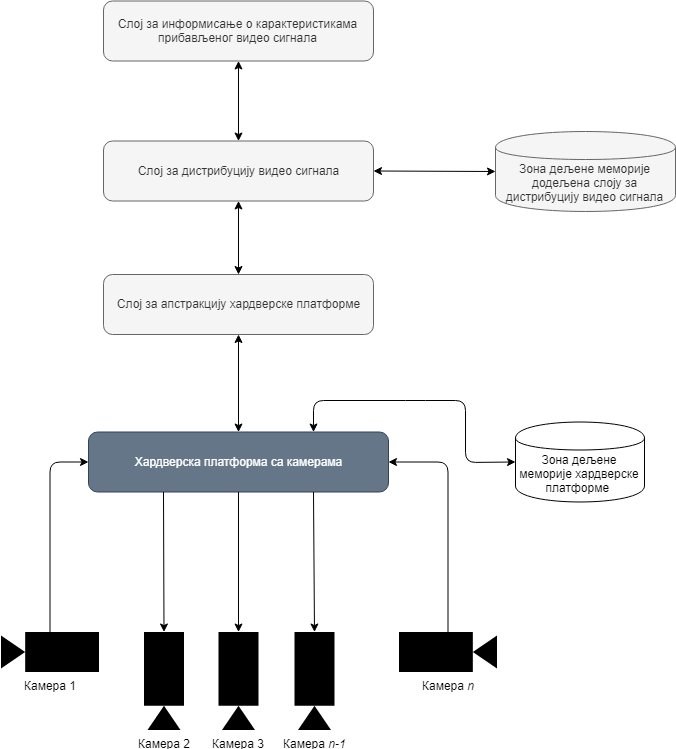 Слој за информисање о карактеристикама
прибављеног видео сигнала
Слој за дистрибуцију видео сигнала
Зона дељене меморије
додељена слоју за
дистрибуцију видео сигнала
Слој за апстракцију хардверске платформе
Хардверска платформа са камерама
Зона дељене
меморије хардверске
платформе
Камера 1
Камера n
Камера 2
Камера 3
Камера n-1